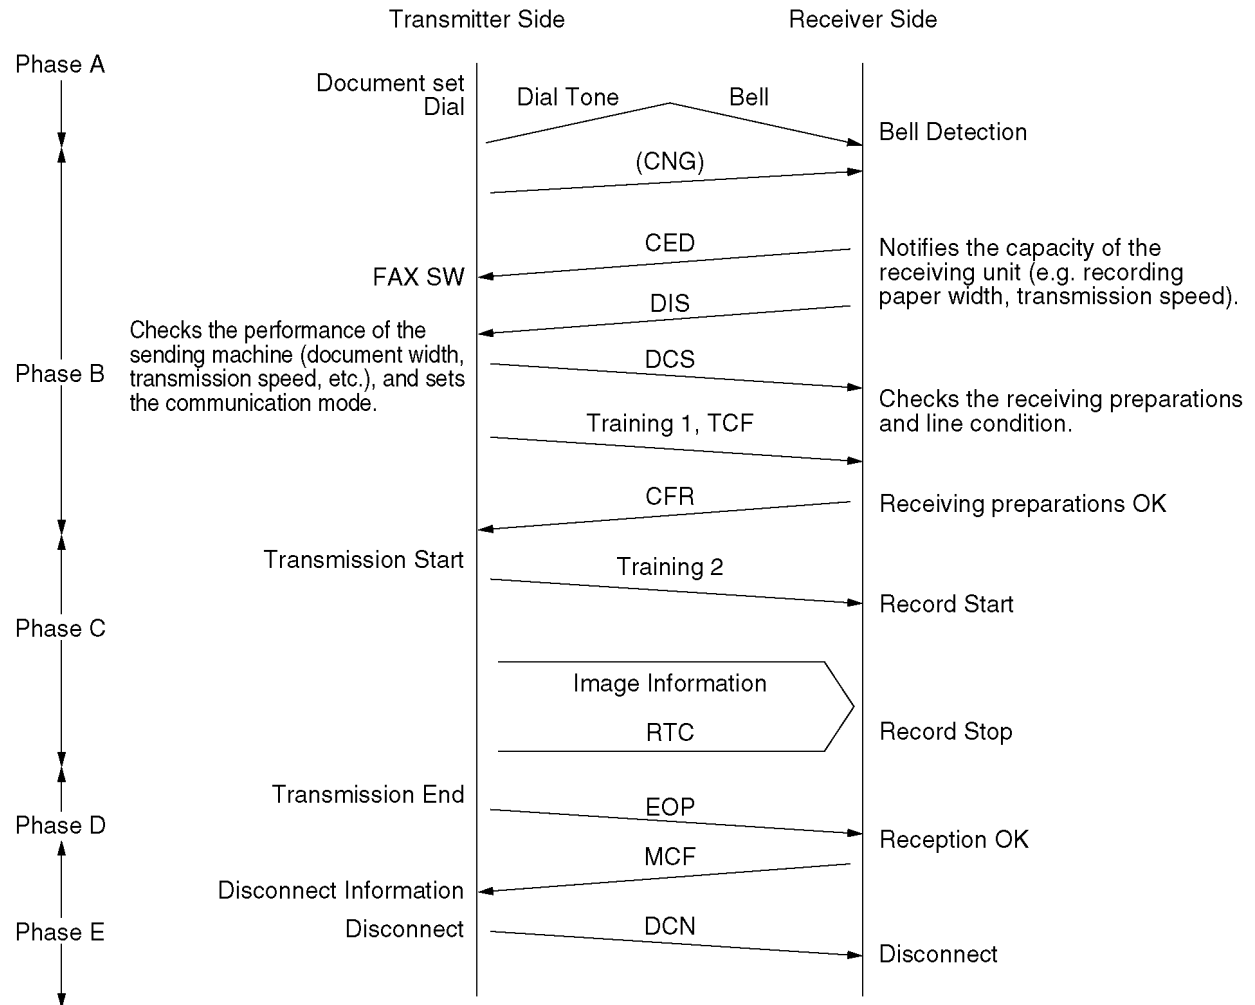 Transmitter Side
Receiver Side
Phase A
Document set
Dial
Dial Tone
Bell
Bell Detection
(CNG)
CED
Notifies the capacity of the
receiving unit (e.g. recording
paper width, transmission speed).
FAX SW
DIS
Checks the performance of the
sending machine (document width,
transmission speed, etc.), and sets
the communication mode.
Phase B
DCS
Checks the receiving preparations
and line condition.
Training 1, TCF
CFR
Receiving preparations OK
Transmission Start
Training 2
Record Start
Phase C
Image Information
RTC
Record Stop
Transmission End
EOP
Phase D
Reception OK
MCF
Disconnect Information
Phase E
Disconnect
DCN
Disconnect